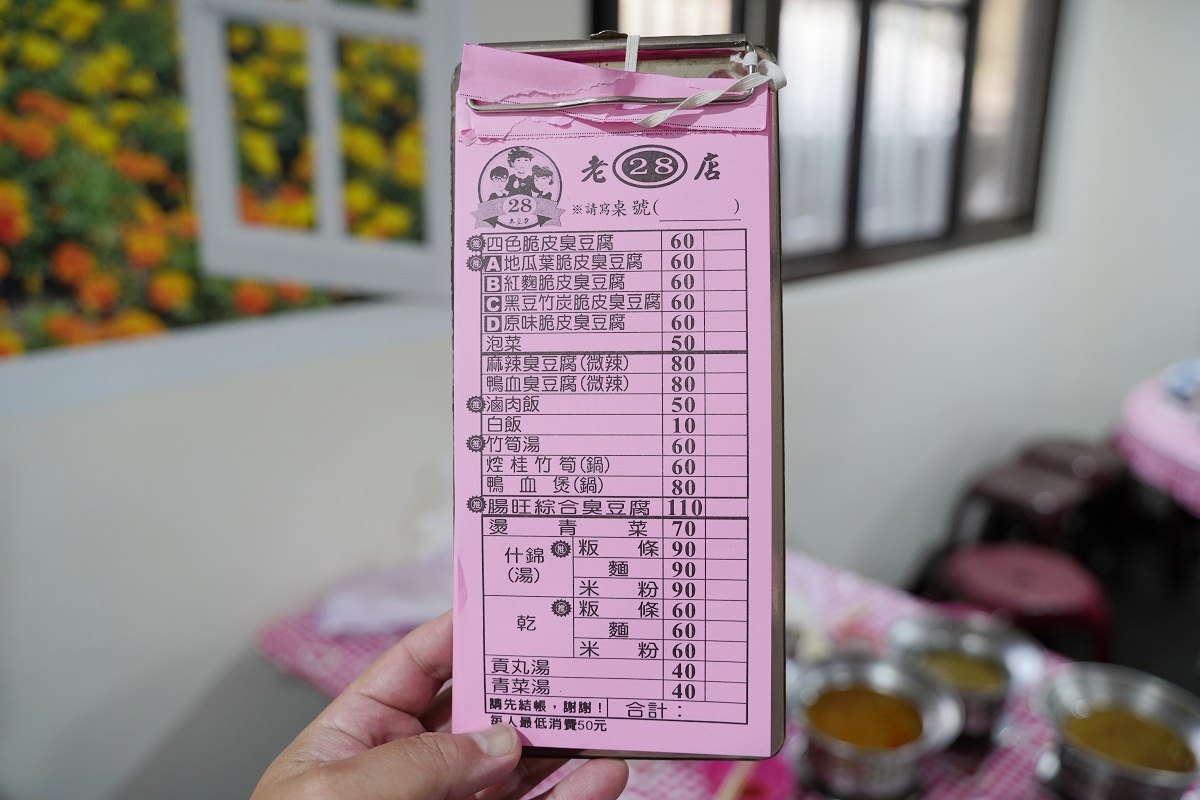 老28店
28
老豆店
※請寫桌號(　　　)
四色脆皮臭豆腐 60
A地瓜葉脆皮臭豆腐 60
B紅麴脆皮臭豆腐 60
C黑豆竹炭脆皮臭豆腐 60
D原味脆皮臭豆腐 60
泡菜 50
麻辣臭豆腐(微辣) 80
鴨血臭豆腐(微辣) 80
滷肉飯 50
白飯 10
竹筍湯 60
焢桂竹筍(鍋) 60
鴨血煲(鍋) 80
腸旺綜合臭豆腐 110
燙青菜 70
什錦(湯) 粄條 90
麵 90
米粉 90
乾 粄條 60
麵 60
米粉 60
貢丸湯 40
青菜湯 40
請先結帳，謝謝！ 合計：
每人最低消費50元